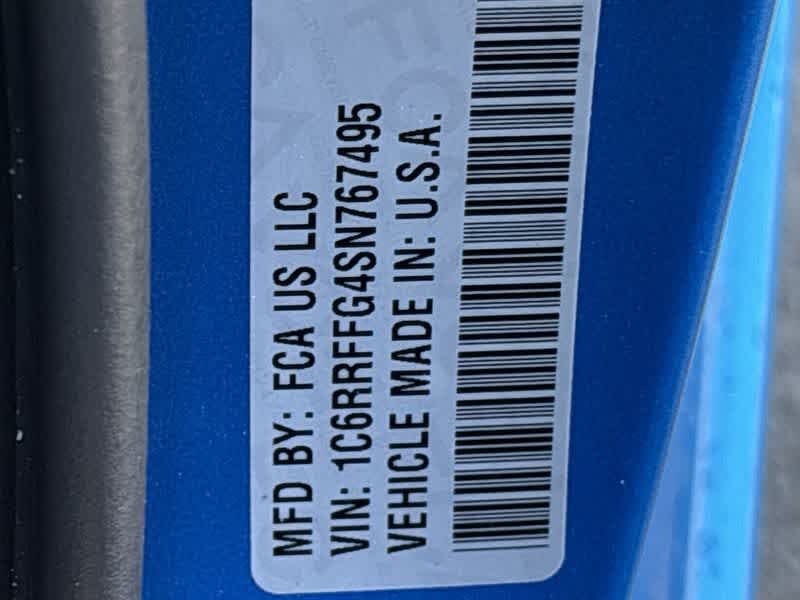 MFD BY: FCA US LLC
VIN: 1C6RRFFG4SN767495
VEHICLE MADE IN: U.S.A.